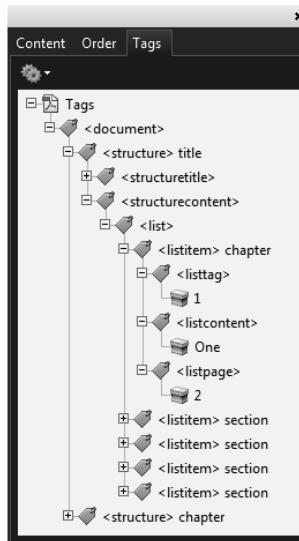 Content Order Tags
Tags
<document>
<structure> title
<structuretitle>
<structurecontent>
<list>
<listitem> chapter
<listtag>
1
<listcontent>
One
<listpage>
2
<listitem> section
<listitem> section
<listitem> section
<listitem> section
<structure> chapter